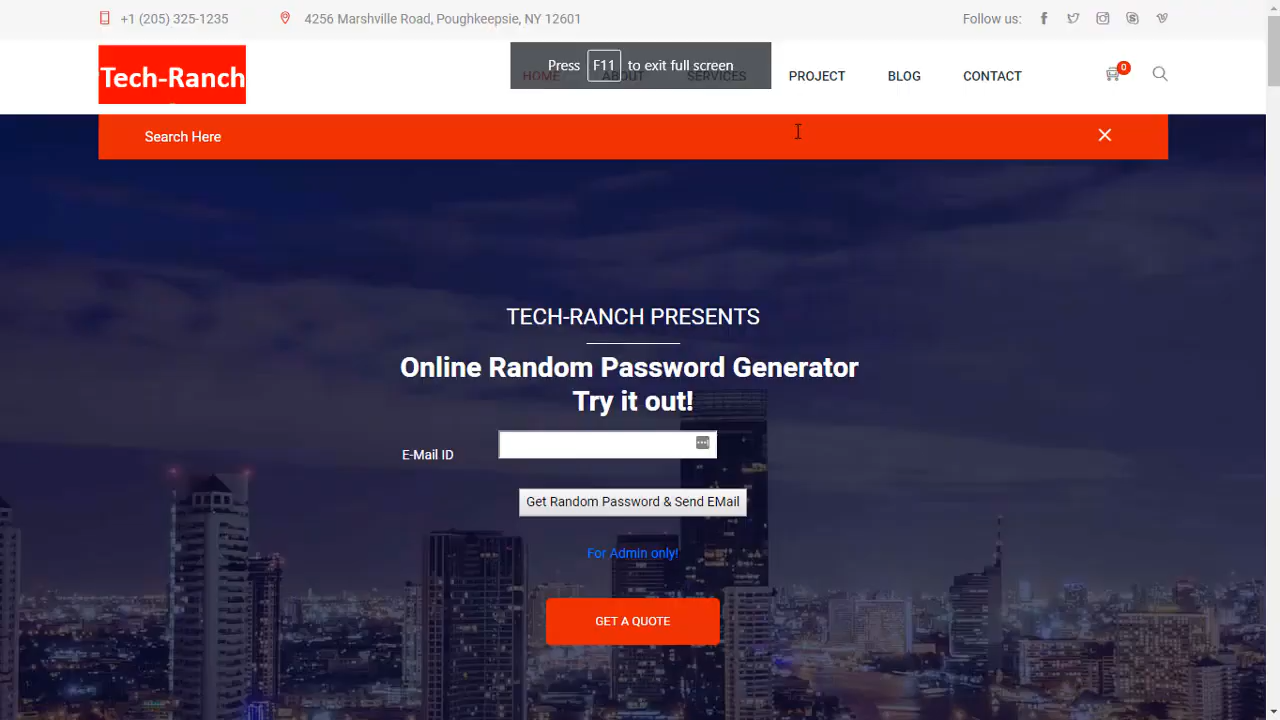 +1 (205) 325-1235
4256 Marshville Road, Poughkeepsie, NY 12601
Follow us:
Tech-Ranch
Press F11 to exit full screen
HOME
ABOUT
SERVICES
PROJECT
BLOG
CONTACT
0
Search Here
TECH-RANCH PRESENTS
Online Random Password Generator
Try it out!
E-Mail ID
Get Random Password & Send EMail
For Admin only!
GET A QUOTE